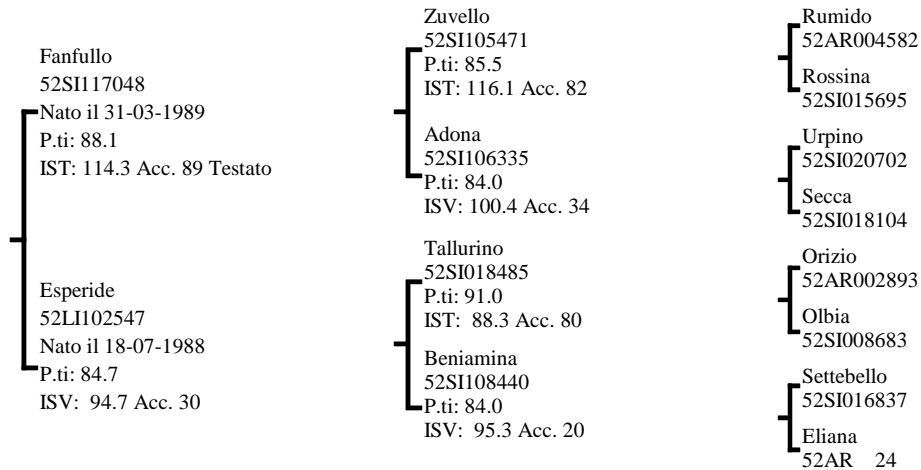 Fanfullo
52SI117048
Nato il 31-03-1989
P.ti: 88.1
IST: 114.3 Acc. 89 Testato
Esperide
52LI102547
Nato il 18-07-1988
P.ti: 84.7
ISV:  94.7 Acc. 30
Zuvello
52SI105471
P.ti: 85.5
IST: 116.1 Acc. 82
Adona
52SI106335
P.ti: 84.0
ISV: 100.4 Acc. 34
Tallurino
52SI018485
P.ti: 91.0
IST:  88.3 Acc. 80
Beniamina
52SI108440
P.ti: 84.0
ISV:  95.3 Acc. 20
Rumido
52AR004582
Rossina
52SI015695
Urpino
52SI020702
Secca
52SI018104
Orizio
52AR002893
Olbia
52SI008683
Settebello
52SI016837
Eliana
52AR    24